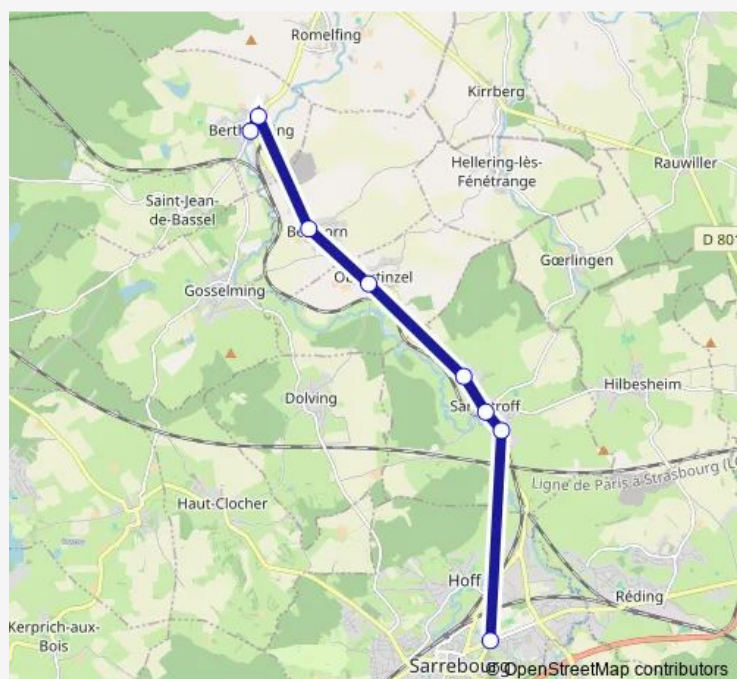 Romelfing
Kirrberg
Hellering-lès-
Fénétrange
Rauwiller
Saint-Jean-
de-Bassel
D 801
Gœrlingen
Gosselming
Dolving
Hilbesheim
Ligne de Paris à Strasbourg
Haut-Clocher
Hoff
Réding
Kerprich-aux-
Bois
Sarrebourg
OpenStreetMap contributors